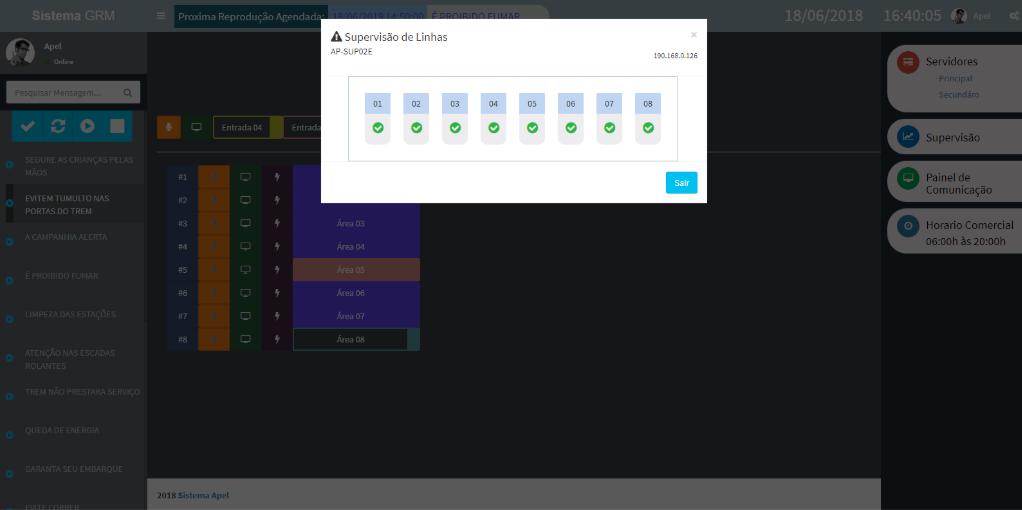 Sistema GRM
Proxima Reprodução Agendada: 18/06/2018 14:50:00 É PROIBIDO FUMAR
18/06/2018 16:40:05 Apel
Apel
Online
Pesquisar Mensagem...
SEGURE AS CRIANÇAS PELAS
MÃOS
EVITEM TUMULTO NAS
PORTAS DO TREM
A CAMPANHIA ALERTA
É PROIBIDO FUMAR
LIMPEZA DAS ESTAÇÕES
ATENÇÃO NAS ESCADAS
ROLANTES
TREM NÃO PRESTARA SERVIÇO
QUEDA DE ENERGIA
GARANTA SEU EMBARQUE
EVITE CORRER
Supervisão de Linhas
×
AP-SUP02E
190.168.0.126
01 02 03 04 05 06 07 08
Sair
Entrada 04 Entrada
#1
#2
#3 Área 03
#4 Área 04
#5 Área 05
#6 Área 06
#7 Área 07
#8 Área 08
Servidores
Principal
Secundáro
Supervisão
Painel de
Comunicação
Horario Comercial
06:00h às 20:00h
2018 Sistema Apel